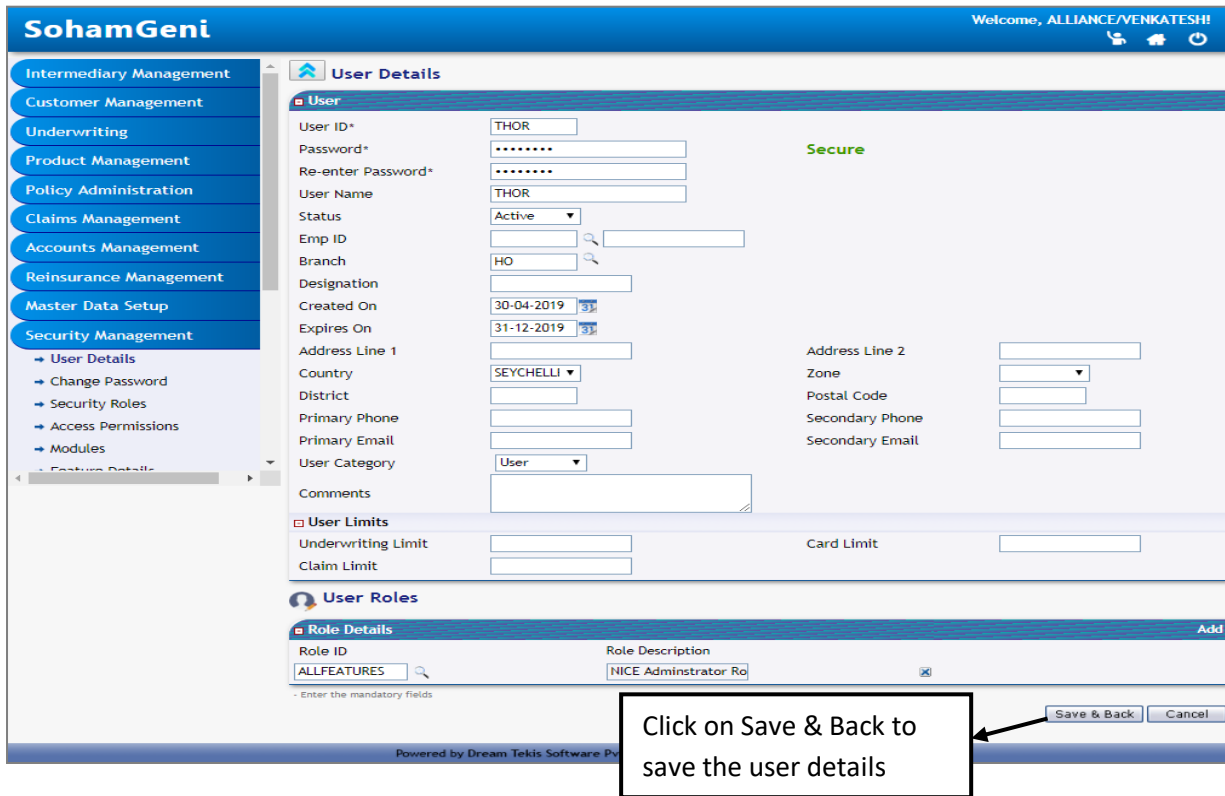 SohamGeni
Welcome, ALLIANCE/VENKATESH!
Intermediary Management
Customer Management
Underwriting
Product Management
Policy Administration
Claims Management
Accounts Management
Reinsurance Management
Master Data Setup
Security Management
User Details
Change Password
Security Roles
Access Permissions
Modules
Feature Details
User Details
User
User ID* THOR
Password* •••••••• Secure
Re-enter Password* ••••••••
User Name THOR
Status Active
Emp ID
Branch HO
Designation
Created On 30-04-2019 31
Expires On 31-12-2019 31
Address Line 1 Address Line 2
Country SEYCHELLI Zone
District Postal Code
Primary Phone Secondary Phone
Primary Email Secondary Email
User Category User
Comments
User Limits
Underwriting Limit Card Limit
Claim Limit
User Roles
Role Details Add
Role ID Role Description
ALLFEATURES NICE Adminstrator Ro
- Enter the mandatory fields
Save & Back Cancel
Click on Save & Back to
save the user details
Powered by Dream Tekis Software Pv